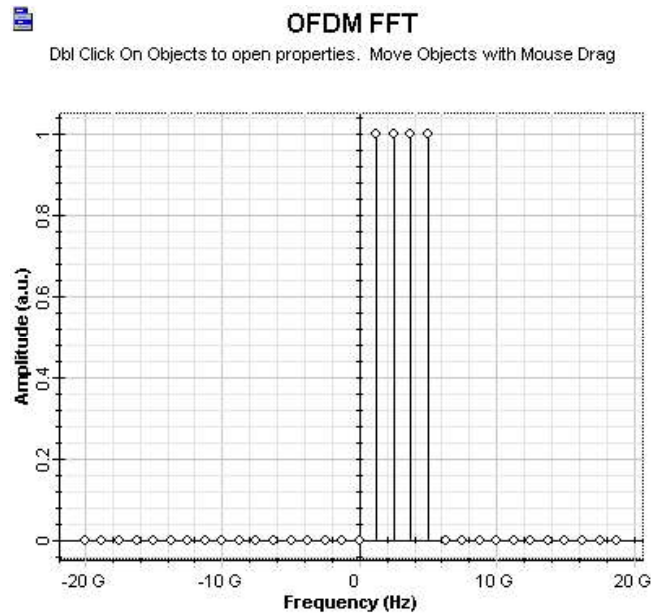 OFDM FFT
Dbl Click On Objects to open properties. Move Objects with Mouse Drag
1
0.8
0.6
0.4
0.2
0
Amplitude (a.u.)
-20 G -10 G 0 10 G 20 G
Frequency (Hz)